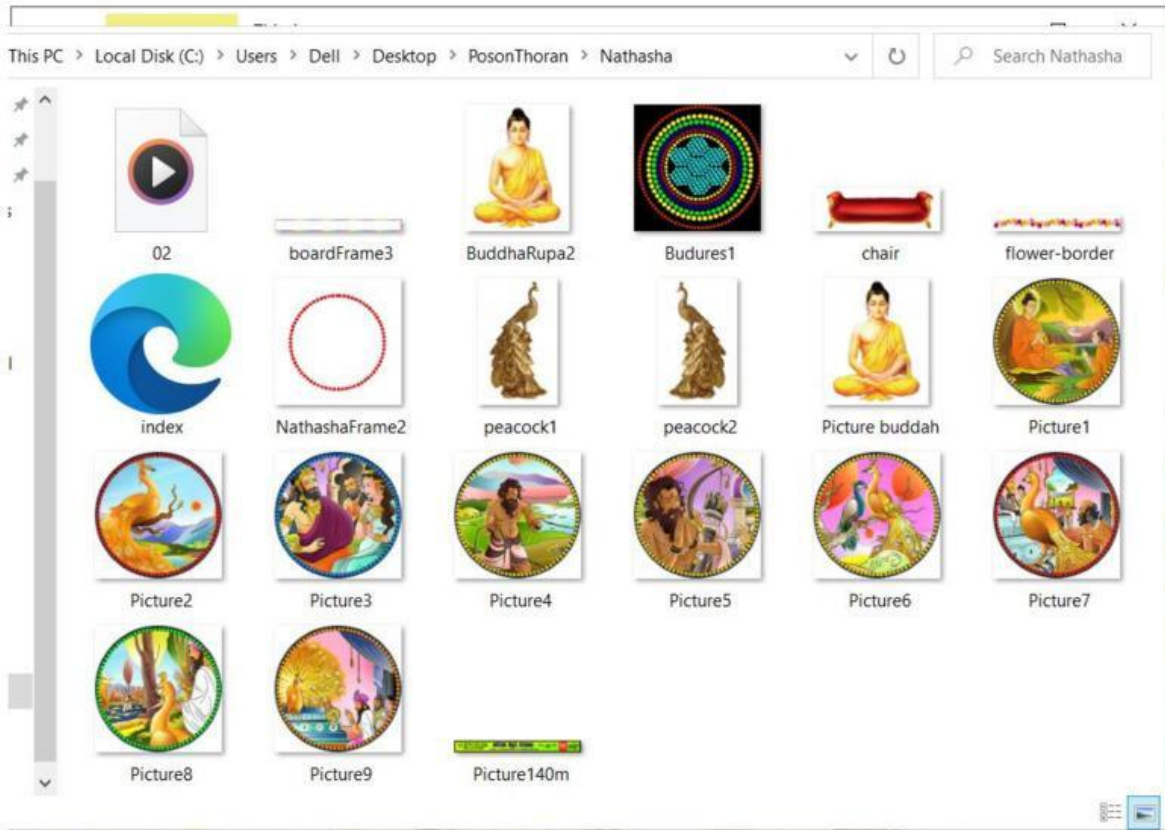 This PC > Local Disk (C:) > Users > Dell > Desktop > PosonThoran > Nathasha
Search Nathasha
02 boardFrame3 BuddhaRupa2 Budures1 chair flower-border
index NathashaFrame2 peacock1 peacock2 Picture buddah Picture1
Picture2 Picture3 Picture4 Picture5 Picture6 Picture7
Picture8 Picture9 Picture140m